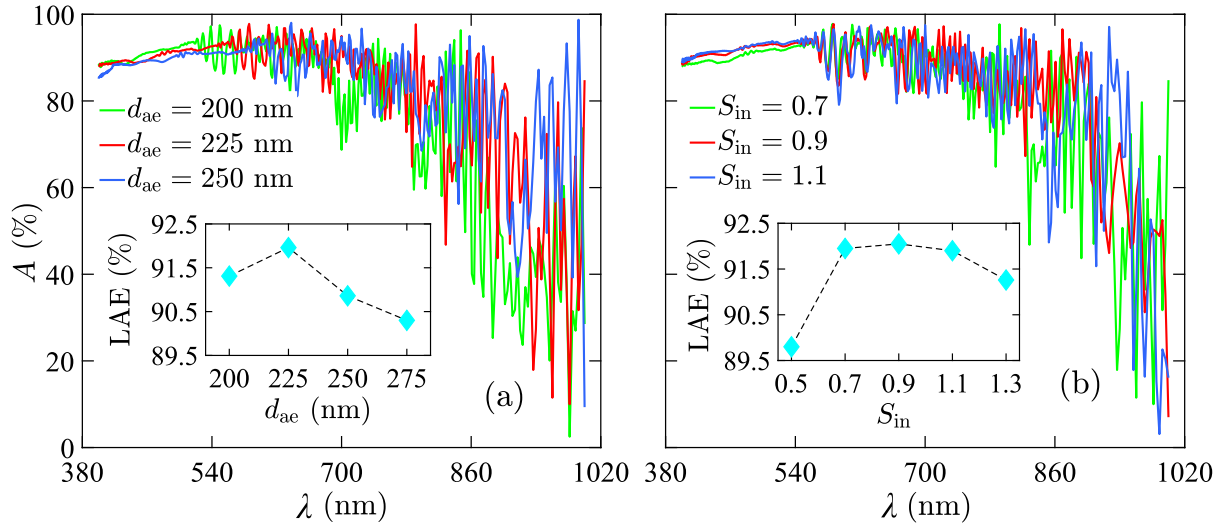 100
80
60
40
20
0
A (%)
d_ae = 200 nm
d_ae = 225 nm
d_ae = 250 nm
92.5
91.5
90.5
89.5
LAE (%)
200 225 250 275
d_ae (nm)
(a)
380 540 700 860 1020
λ (nm)
S_in = 0.7
S_in = 0.9
S_in = 1.1
92.5
91.5
90.5
89.5
LAE (%)
0.5 0.7 0.9 1.1 1.3
S_in
(b)
380 540 700 860 1020
λ (nm)